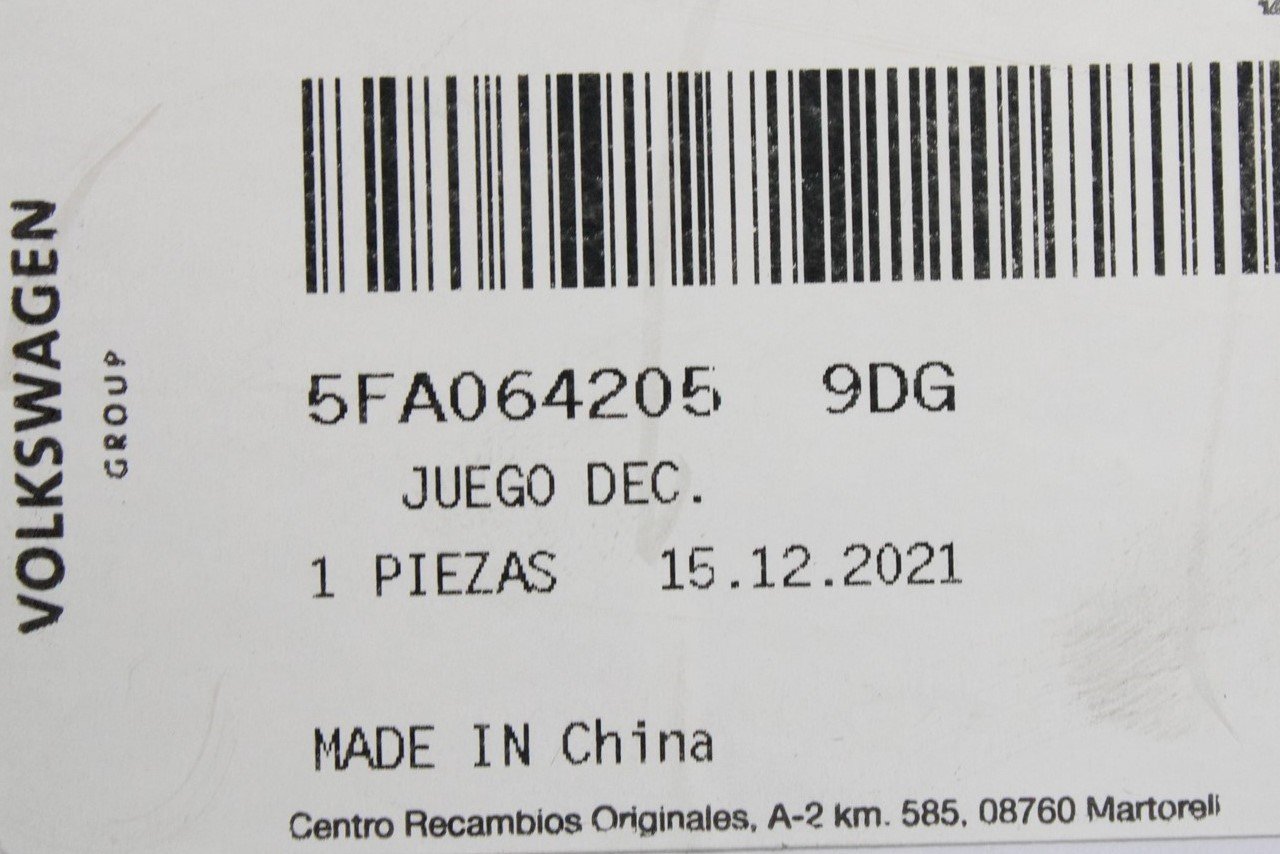 VOLKSWAGEN
GROUP
5FA064205 9DG
JUEGO DEC.
1 PIEZAS 15.12.2021
MADE IN China
Centro Recambios Originales, A-2 km. 585, 08760 Martorell